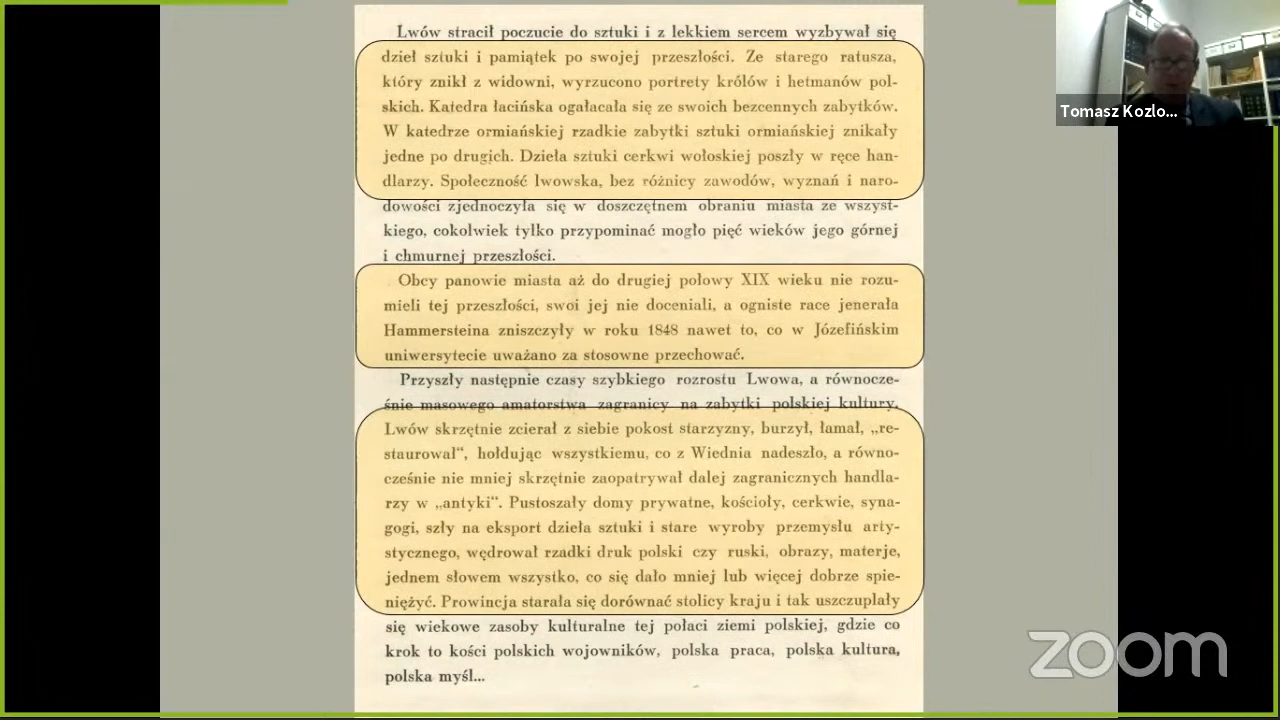 Lwów stracił poczucie do sztuki i z lekkiem sercem wyzbywał się
dzieł sztuki i pamiątek po swojej przeszłości. Ze starego ratusza,
który znikł z widowni, wyrzucono portrety królów i hetmanów pol-
skich. Katedra łacińska ogałacała się ze swoich bezcennych zabytków.
W katedrze ormiańskiej rzadkie zabytki sztuki ormiańskiej znikały
jedne po drugich. Dzieła sztuki cerkwi wołoskiej poszły w ręce han-
dlarzy. Społeczność lwowska, bez różnicy zawodów, wyznań i naro-
dowości zjednoczyła się w doszczętnem obraniu miasta ze wszyst-
kiego, cokolwiek tylko przypominać mogło pięć wieków jego górnej
i chmurnej przeszłości.
Obcy panowie miasta aż do drugiej połowy XIX wieku nie rozu-
mieli tej przeszłości, swoi jej nie doceniali, a ogniste race jenerała
Hammersteina zniszczyły w roku 1848 nawet to, co w Józefińskim
uniwersytecie uważano za stosowne przechować.
Przyszły następnie czasy szybkiego rozrostu Lwowa, a równocze-
śnie masowego amatorstwa zagranicy na zabytki polskiej kultury.
Lwów skrzętnie zcierał z siebie pokost starzyzny, burzył, łamał, „re-
staurował“, hołdując wszystkiemu, co z Wiednia nadeszło, a równo-
cześnie nie mniej skrzętnie zaopatrywał dalej zagranicznych handla-
rzy w „antyki“. Pustoszały domy prywatne, kościoły, cerkwie, syna-
gogi, szły na eksport dzieła sztuki i stare wyroby przemysłu arty-
stycznego, wędrował rzadki druk polski czy ruski, obrazy, materje,
jednem słowem wszystko, co się dało mniej lub więcej dobrze spie-
niężyć. Prowincja starała się dorównać stolicy kraju i tak uszczuplały
się wiekowe zasoby kulturalne tej połaci ziemi polskiej, gdzie co
krok to kości polskich wojowników, polska praca, polska kultura,
polska myśl...
Tomasz Kozlo...
zoom